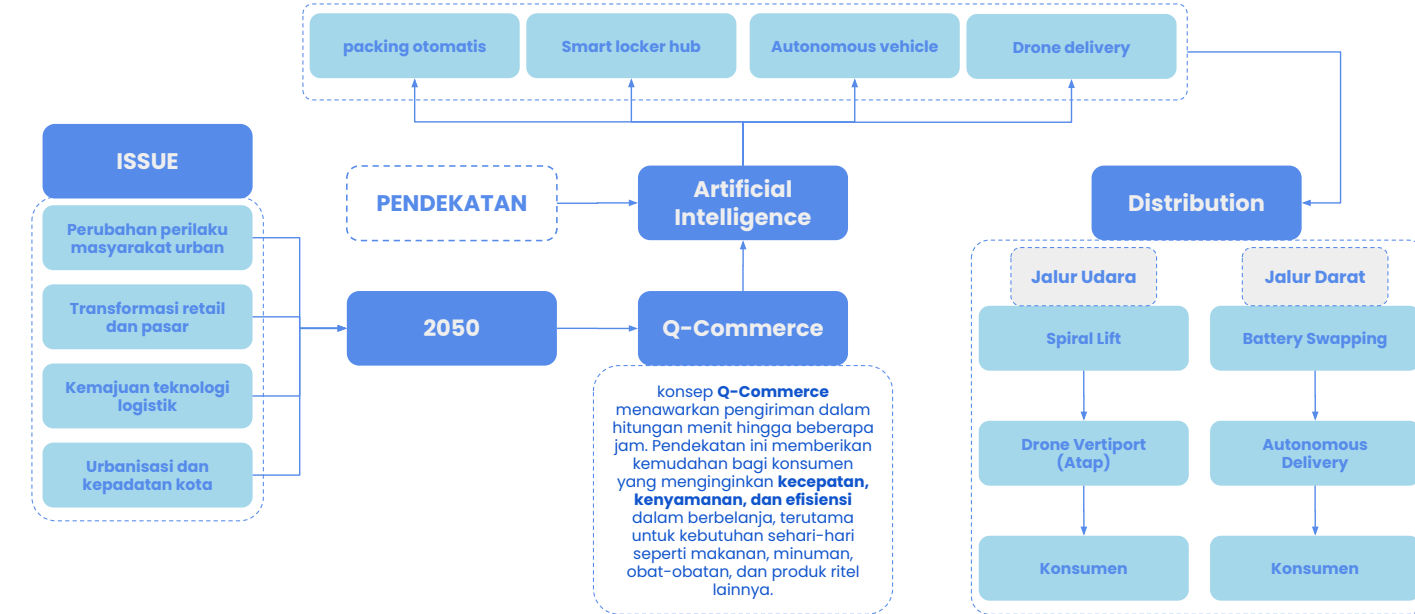 packing otomatis
Smart locker hub
Autonomous vehicle
Drone delivery
ISSUE
Perubahan perilaku
masyarakat urban
Transformasi retail
dan pasar
Kemajuan teknologi
logistik
Urbanisasi dan
kepadatan kota
PENDEKATAN
2050
Artificial
Intelligence
Q-Commerce
konsep Q-Commerce
menawarkan pengiriman dalam
hitungan menit hingga beberapa
jam. Pendekatan ini memberikan
kemudahan bagi konsumen
yang menginginkan kecepatan,
kenyamanan, dan efisiensi
dalam berbelanja, terutama
untuk kebutuhan sehari-hari
seperti makanan, minuman,
obat-obatan, dan produk ritel
lainnya.
Distribution
Jalur Udara
Spiral Lift
Drone Vertiport
(Atap)
Konsumen
Jalur Darat
Battery Swapping
Autonomous
Delivery
Konsumen